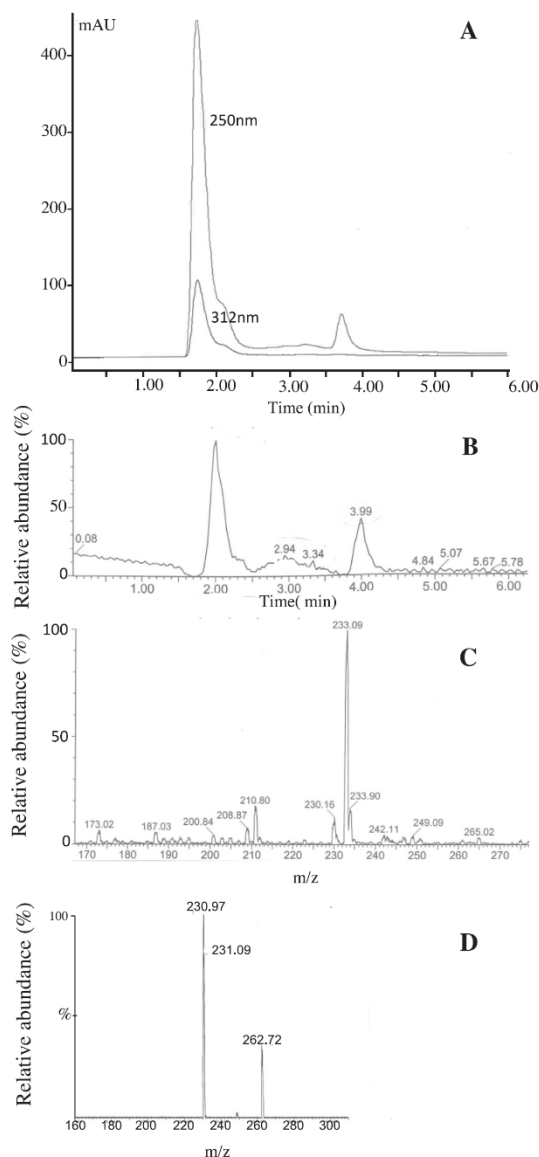 mAU
A
400
250nm
300
200
100
312nm
0
1.00 2.00 3.00 4.00 5.00 6.00
Time (min)
Relative abundance (%)
B
100
3.99
50
0.08
2.94 3.34
4.84 5.07 5.67 5.78
0
1.00 2.00 3.00 4.00 5.00 6.00
Time( min)
Relative abundance (%)
C
100
233.09
50
210.80
233.90
173.02 187.03 200.84 208.87 230.16 242.11 249.09 265.02
0
170 180 190 200 210 220 230 240 250 260 270
m/z
Relative abundance (%)
D
230.97
100
231.09
%
262.72
160 180 200 220 240 260 280 300
m/z